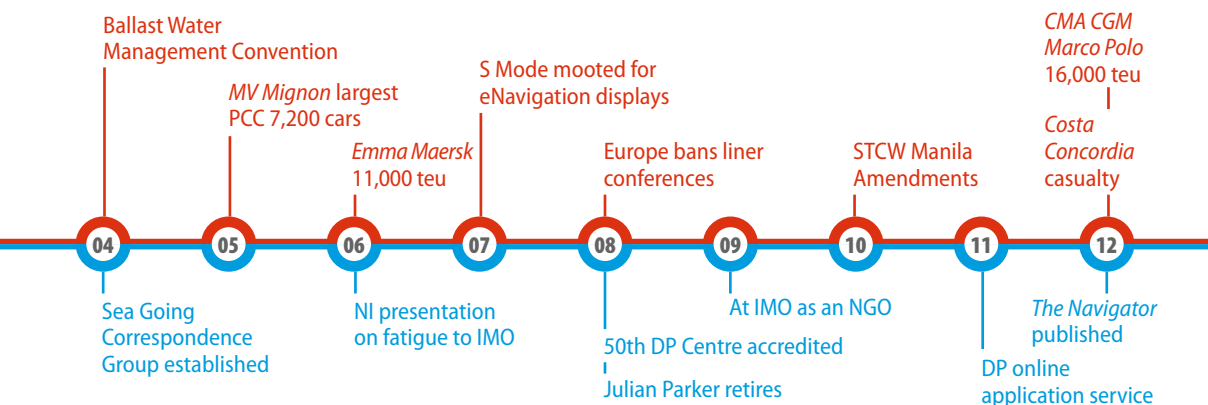 Ballast Water
Management Convention
MV Mignon largest
PCC 7,200 cars
Emma Maersk
11,000 teu
S Mode mooted for
eNavigation displays
Europe bans liner
conferences
STCW Manila
Amendments
CMA CGM
Marco Polo
16,000 teu
Costa
Concordia
casualty
04
05
06
07
08
09
10
11
12
Sea Going
Correspondence
Group established
NI presentation
on fatigue to IMO
50th DP Centre accredited
Julian Parker retires
At IMO as an NGO
DP online
application service
The Navigator
published